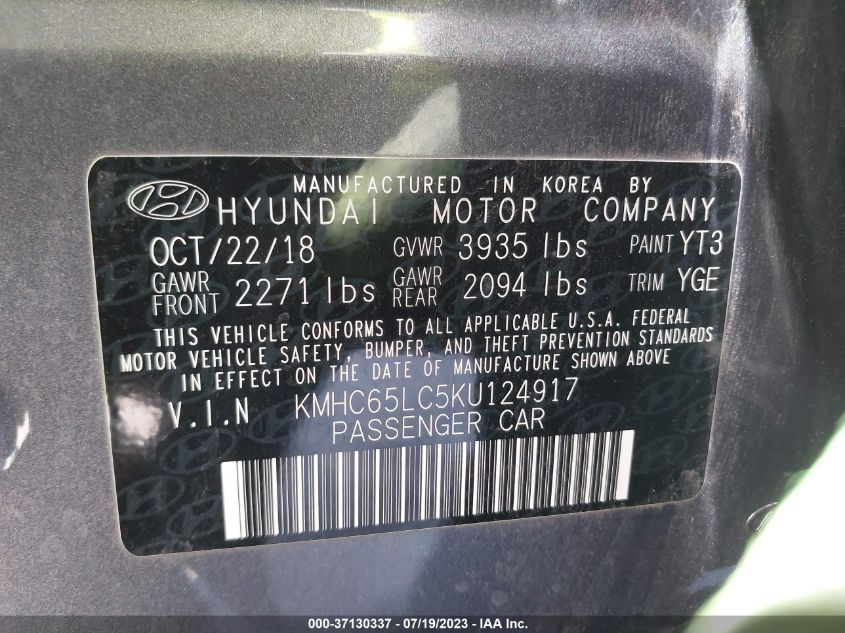 MANUFACTURED IN KOREA BY
HYUNDAI MOTOR COMPANY
OCT/22/18 GVWR 3935 lbs PAINT YT3
GAWR FRONT 2271 lbs GAWR REAR 2094 lbs TRIM YGE
THIS VEHICLE CONFORMS TO ALL APPLICABLE U.S.A. FEDERAL
MOTOR VEHICLE SAFETY, BUMPER, AND THEFT PREVENTION STANDARDS
IN EFFECT ON THE DATE OF MANUFACTURE SHOWN ABOVE
V.I.N KMHC65LC5KU124917
PASSENGER CAR
000-37130337 - 07/19/2023 - IAA Inc.